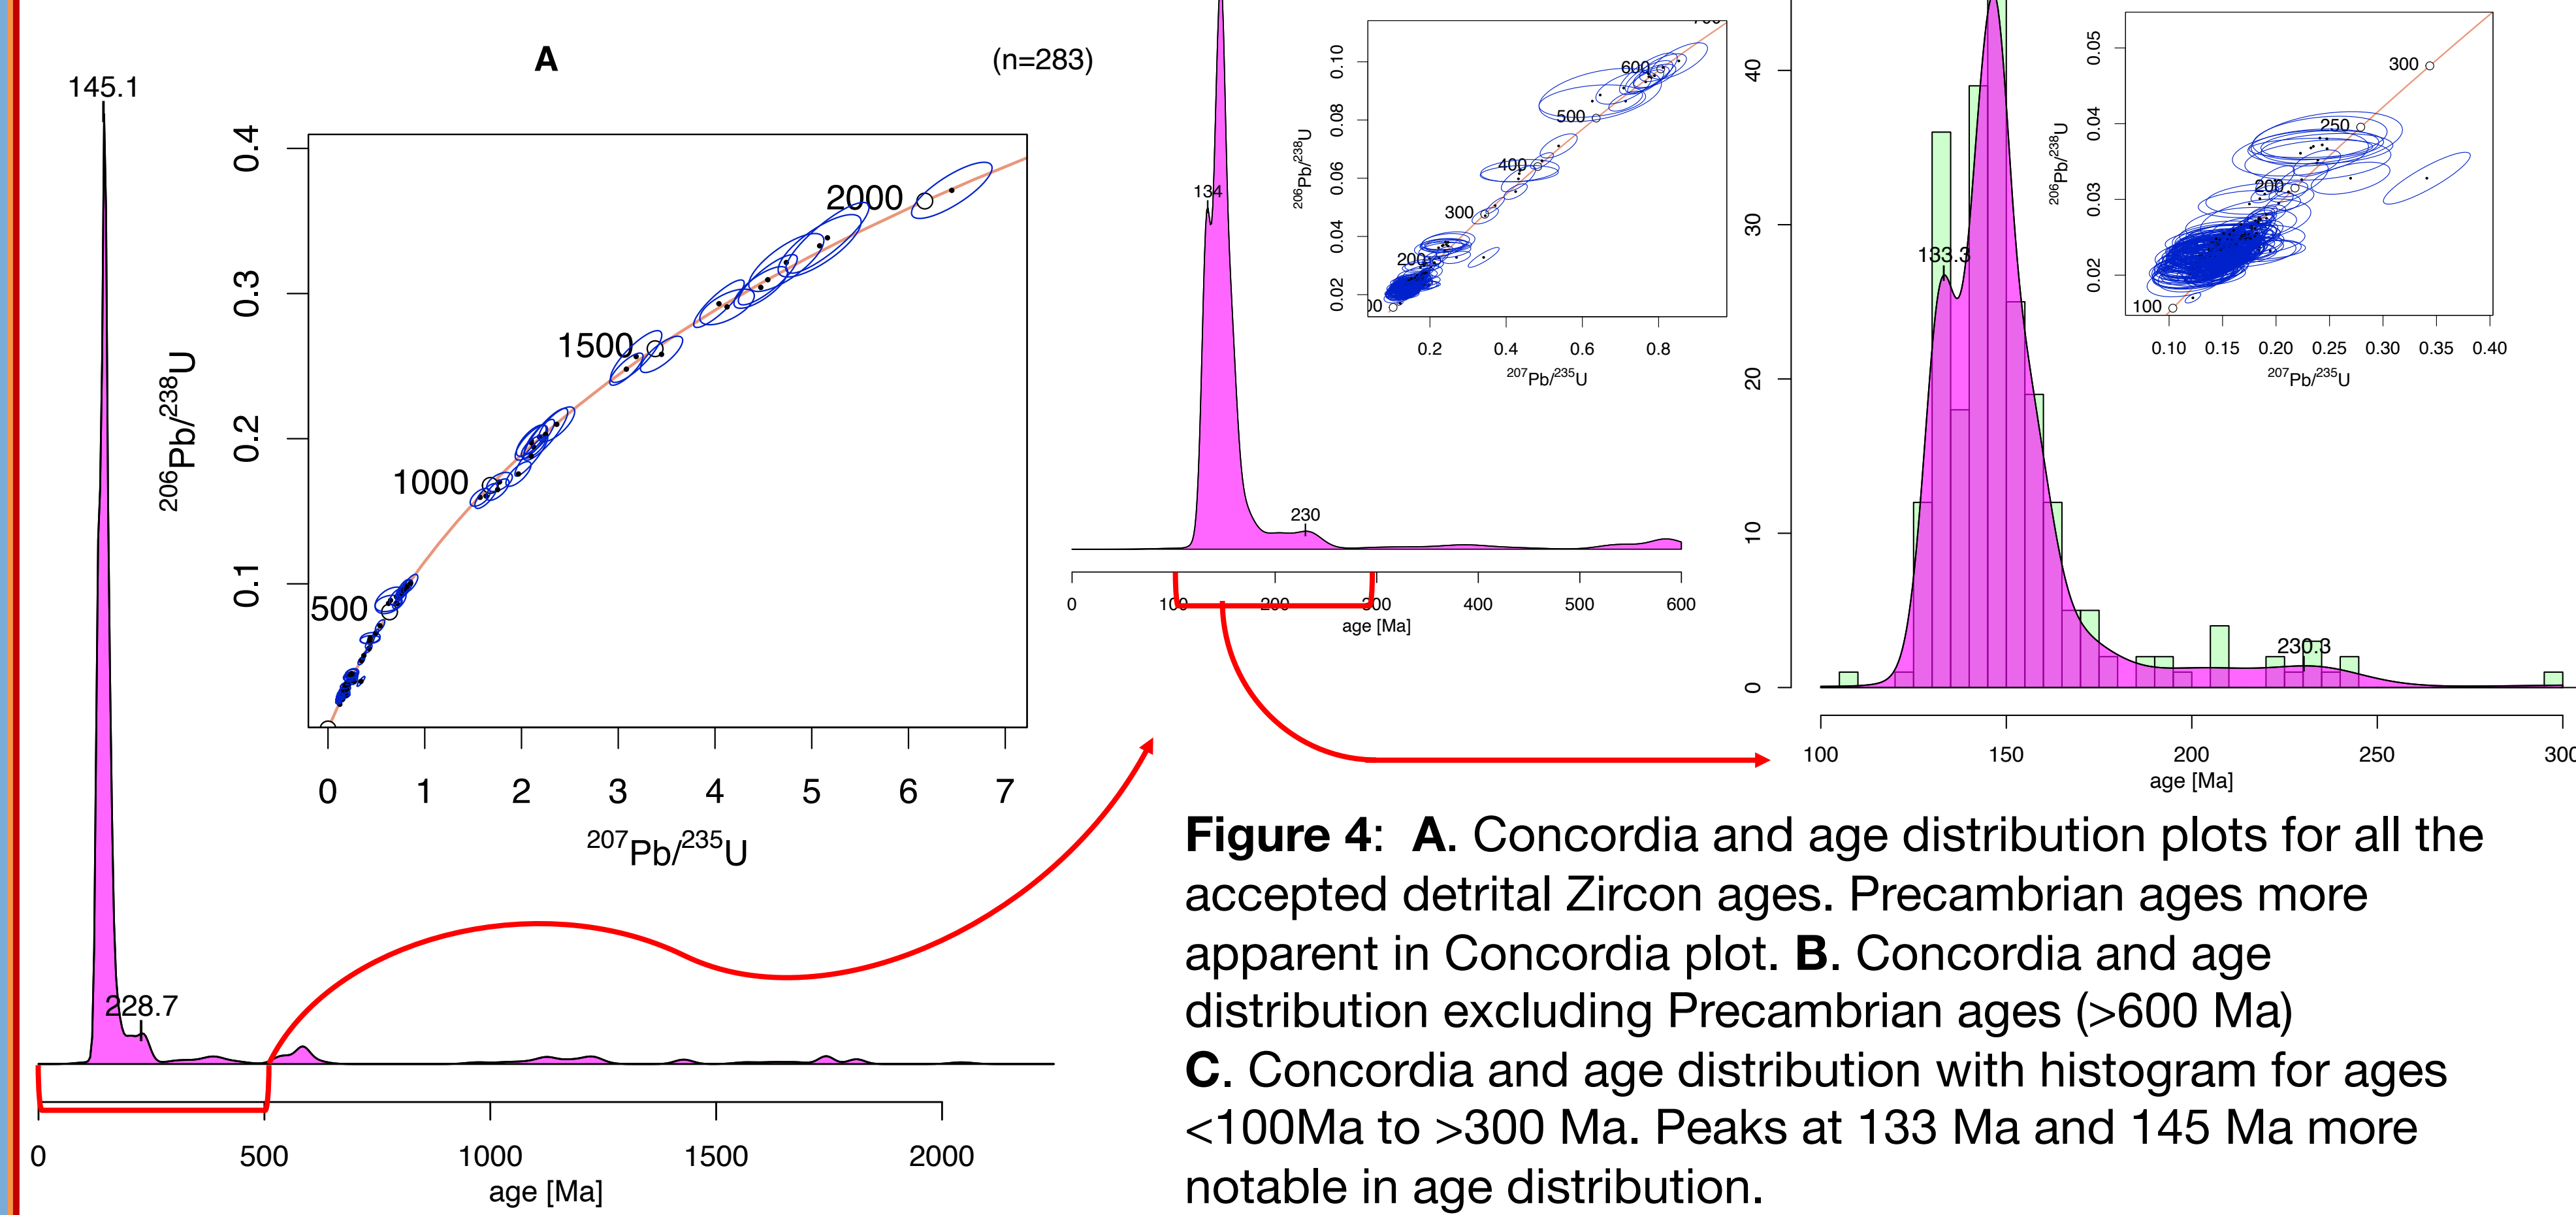 A
(n=283)
145.1
228.7
0.1
0.2
0.3
0.4
²⁰⁶Pb/²³⁸U
500
1000
1500
2000
0 1 2 3 4 5 6 7
²⁰⁷Pb/²³⁵U
0 500 1000 1500 2000
age [Ma]
134
230
0.02
0.04
0.06
0.08
0.10
²⁰⁶Pb/²³⁸U
200
300
400
500
600
0.2 0.4 0.6 0.8
²⁰⁷Pb/²³⁵U
0 100 200 300 400 500 600
age [Ma]
0
10
20
30
40
133.3
230.3
0.02
0.03
0.04
0.05
²⁰⁶Pb/²³⁸U
100
200
250
300
0.10 0.15 0.20 0.25 0.30 0.35 0.40
²⁰⁷Pb/²³⁵U
100 150 200 250 300
age [Ma]
Figure 4: A. Concordia and age distribution plots for all the
accepted detrital Zircon ages. Precambrian ages more
apparent in Concordia plot. B. Concordia and age
distribution excluding Precambrian ages (>600 Ma)
C. Concordia and age distribution with histogram for ages
<100Ma to >300 Ma. Peaks at 133 Ma and 145 Ma more
notable in age distribution.